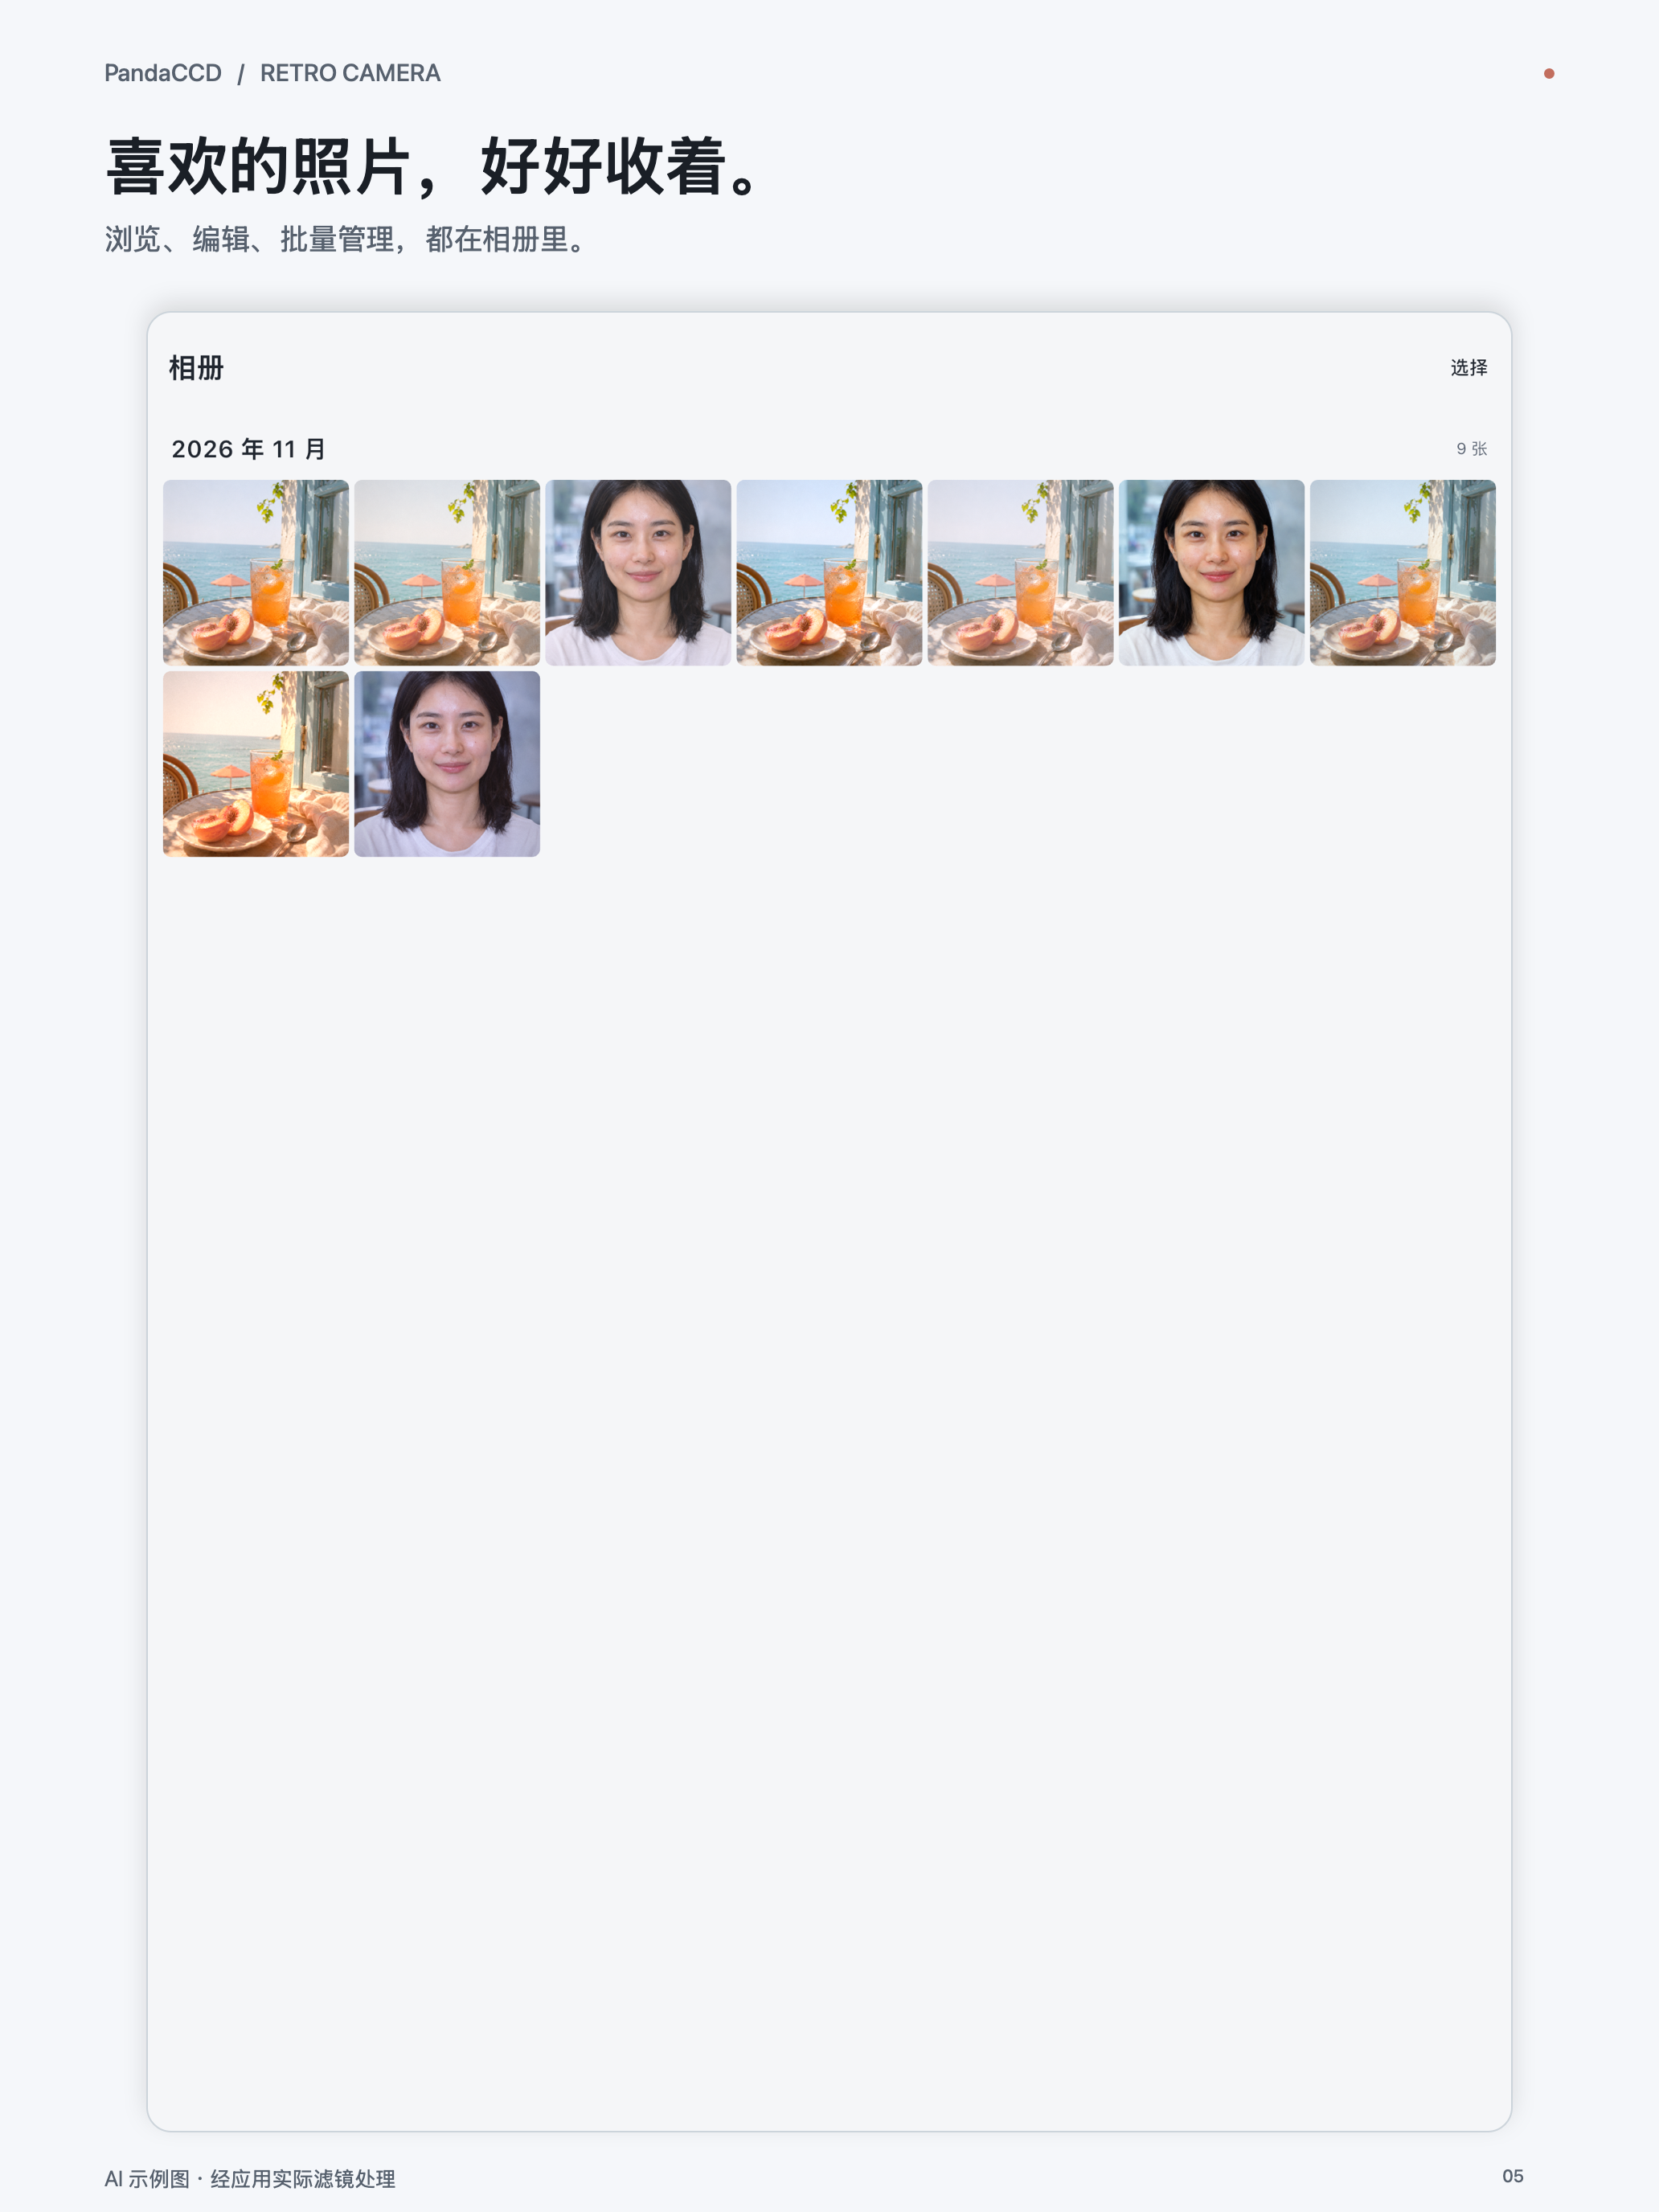 PandaCCD / RETRO CAMERA
喜欢的照片，好好收着。
浏览、编辑、批量管理，都在相册里。
相册
选择
2026 年 11 月
9 张
AI 示例图 · 经应用实际滤镜处理
05